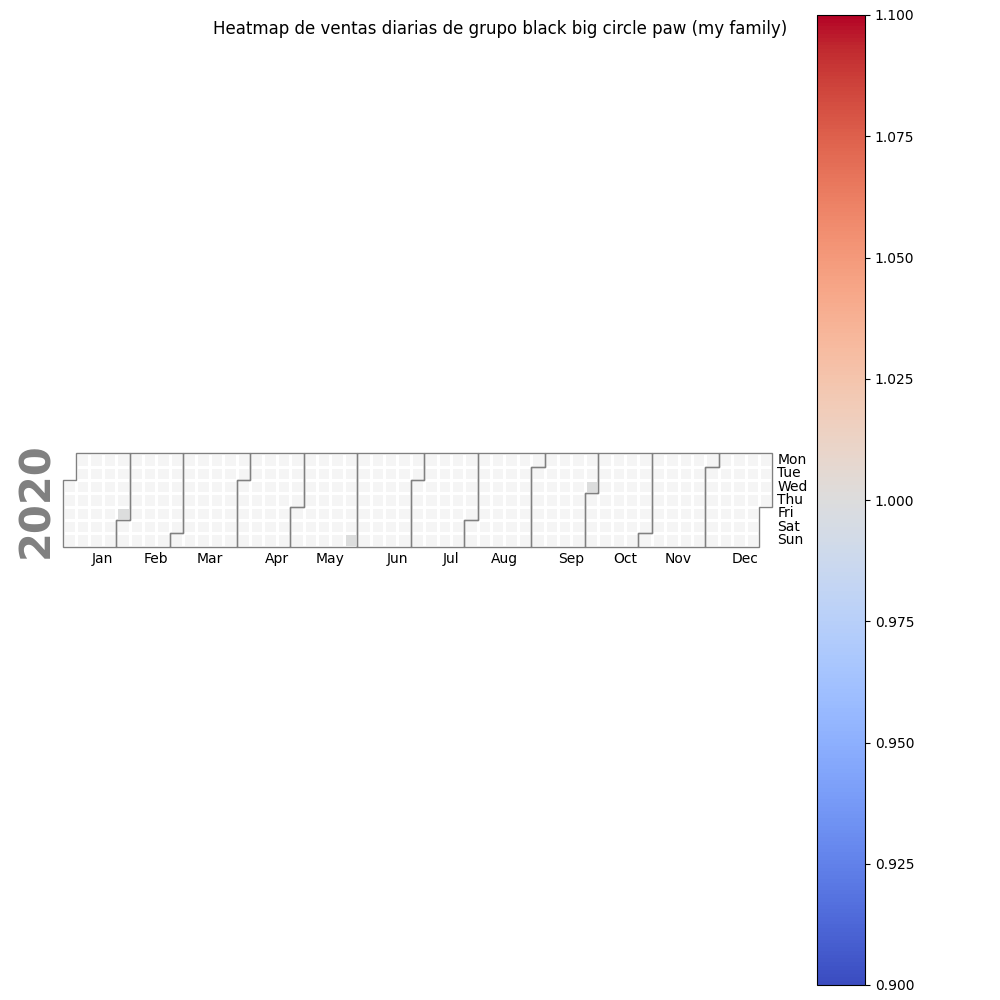 Heatmap de ventas diarias de grupo black big circle paw (my family)
2020
Mon
Tue
Wed
Thu
Fri
Sat
Sun
Jan Feb Mar Apr May Jun Jul Aug Sep Oct Nov Dec
1.100
1.075
1.050
1.025
1.000
0.975
0.950
0.925
0.900